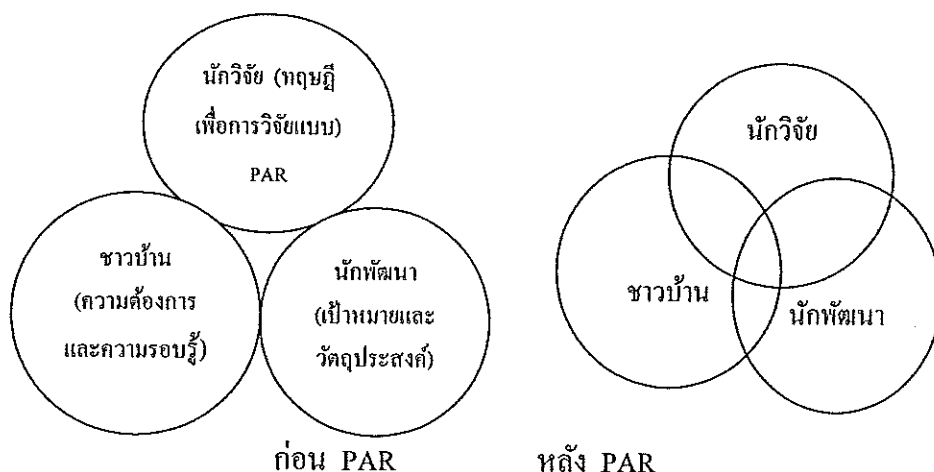 นักวิจัย (ทฤษฎี
เพื่อการวิจัยแบบ)
PAR
ชาวบ้าน
(ความต้องการ
และความรอบรู้)
นักพัฒนา
(เป้าหมายและ
วัตถุประสงค์)
นักวิจัย
ชาวบ้าน
นักพัฒนา
ก่อน PAR
หลัง PAR